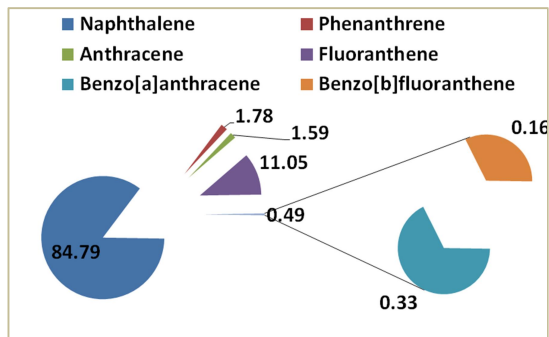 Naphthalene Phenanthrene
Anthracene Fluoranthene
Benzo[a]anthracene Benzo[b]fluoranthene
1.78
0.16
1.59
11.05
0.49
84.79
0.33